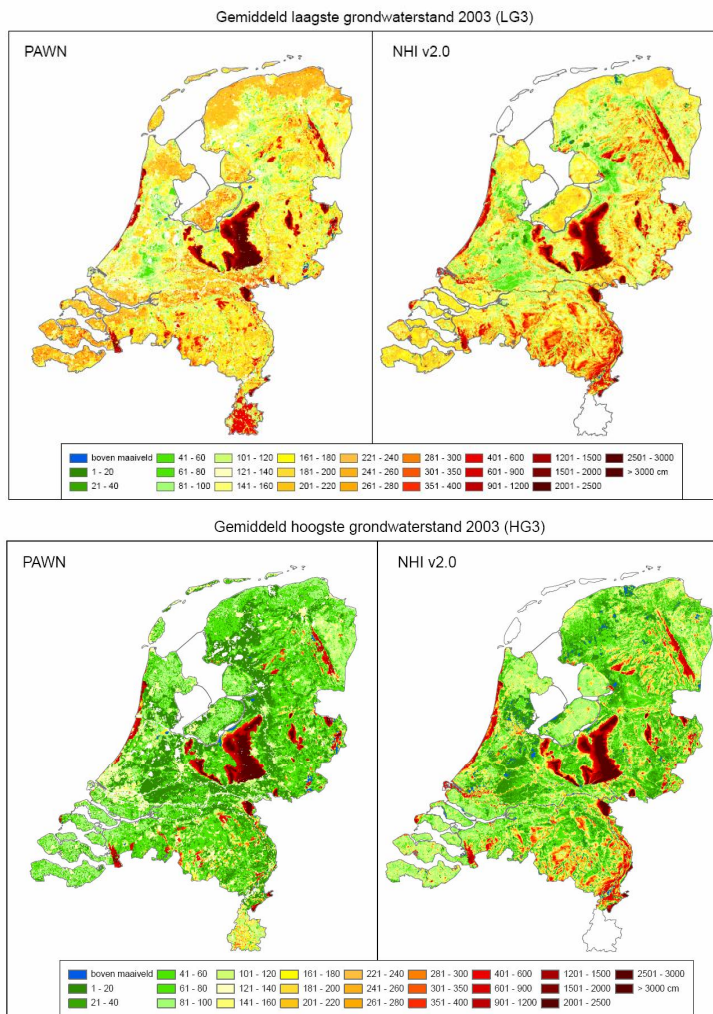 Gemiddeld laagste grondwaterstand 2003 (LG3)
PAWN
NHI v2.0
boven maaiveld 41 - 60 101 - 120 161 - 180 221 - 240 281 - 300 401 - 600 1201 - 1500 2501 - 3000
1 - 20 61 - 80 121 - 140 181 - 200 241 - 260 301 - 350 601 - 900 1501 - 2000 > 3000 cm
21 - 40 81 - 100 141 - 160 201 - 220 261 - 280 351 - 400 901 - 1200 2001 - 2500
Gemiddeld hoogste grondwaterstand 2003 (HG3)
PAWN
NHI v2.0
boven maaiveld 41 - 60 101 - 120 161 - 180 221 - 240 281 - 300 401 - 600 1201 - 1500 2501 - 3000
1 - 20 61 - 80 121 - 140 181 - 200 241 - 260 301 - 350 601 - 900 1501 - 2000 > 3000 cm
21 - 40 81 - 100 141 - 160 201 - 220 261 - 280 351 - 400 901 - 1200 2001 - 2500